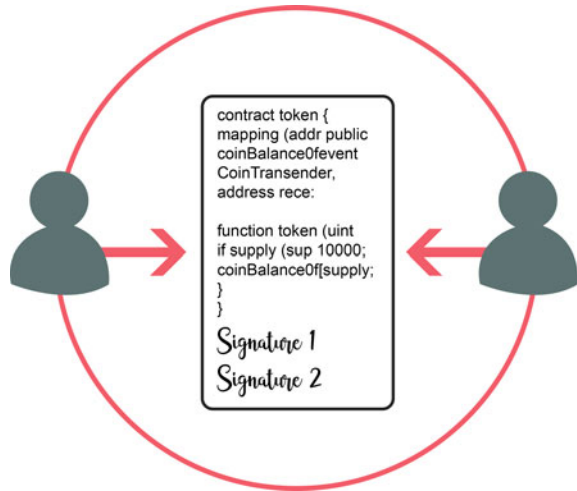 contract token {
mapping (addr public
coinBalance0fevent
CoinTransender,
address rece:
function token (uint
if supply (sup 10000;
coinBalance0f[supply;
}
}
Signature 1
Signature 2